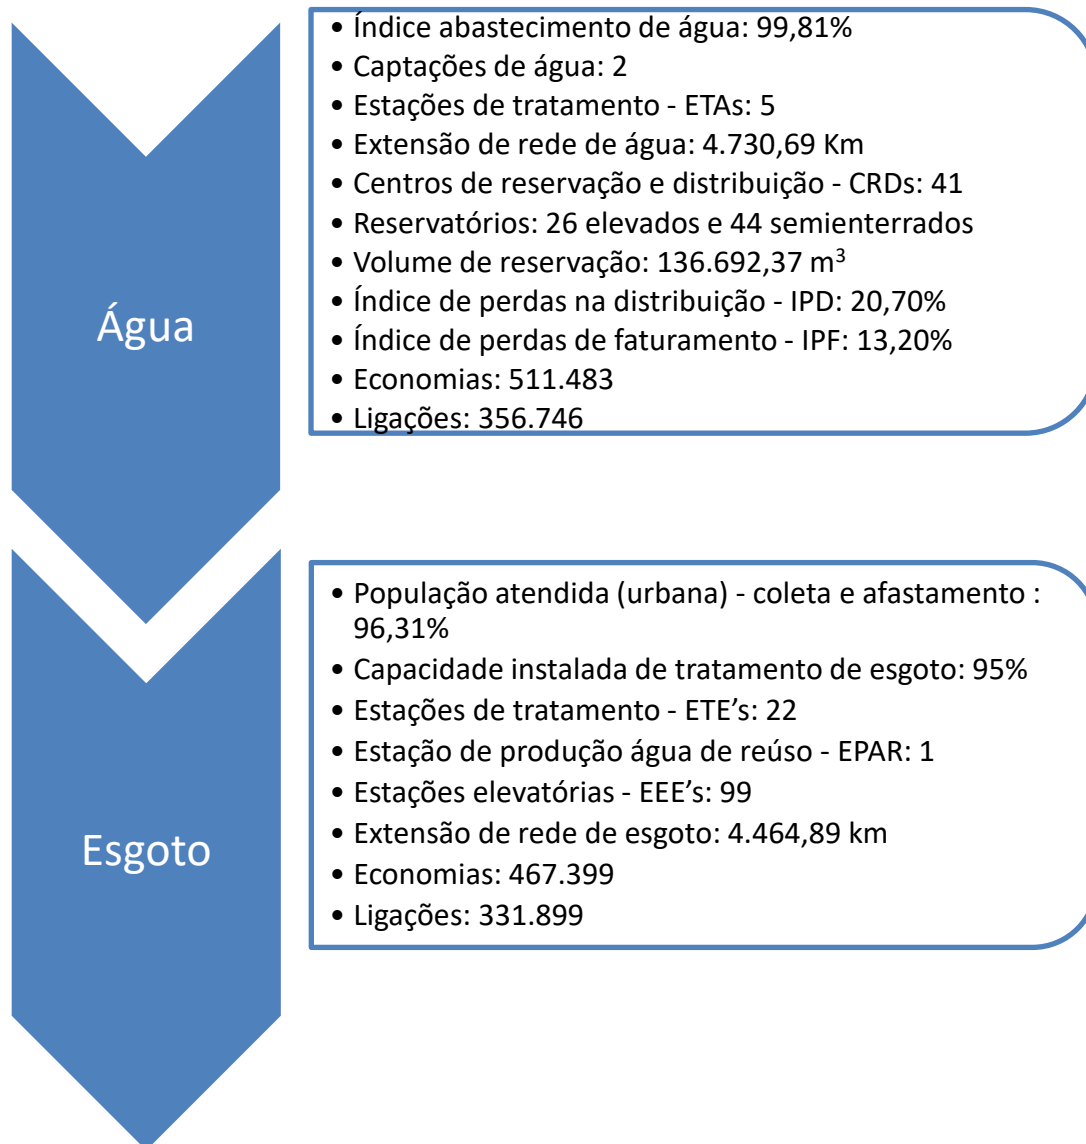 Água
• Índice abastecimento de água: 99,81%
• Captações de água: 2
• Estações de tratamento - ETAs: 5
• Extensão de rede de água: 4.730,69 Km
• Centros de reservação e distribuição - CRDs: 41
• Reservatórios: 26 elevados e 44 semienterrados
• Volume de reservação: 136.692,37 m³
• Índice de perdas na distribuição - IPD: 20,70%
• Índice de perdas de faturamento - IPF: 13,20%
• Economias: 511.483
• Ligações: 356.746
Esgoto
• População atendida (urbana) - coleta e afastamento :
96,31%
• Capacidade instalada de tratamento de esgoto: 95%
• Estações de tratamento - ETE’s: 22
• Estação de produção água de reúso - EPAR: 1
• Estações elevatórias - EEE’s: 99
• Extensão de rede de esgoto: 4.464,89 km
• Economias: 467.399
• Ligações: 331.899